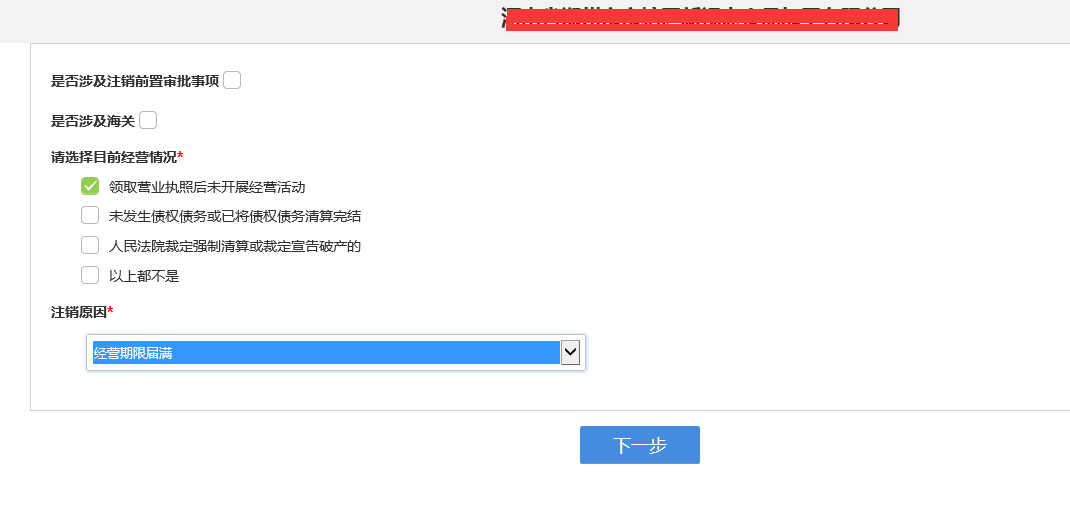 是否涉及注销前置审批事项
是否涉及海关
请选择目前经营情况*
领取营业执照后未开展经营活动
未发生债权债务或已将债权债务清算完结
人民法院裁定强制清算或裁定宣告破产的
以上都不是
注销原因*
经营期限届满
下一步